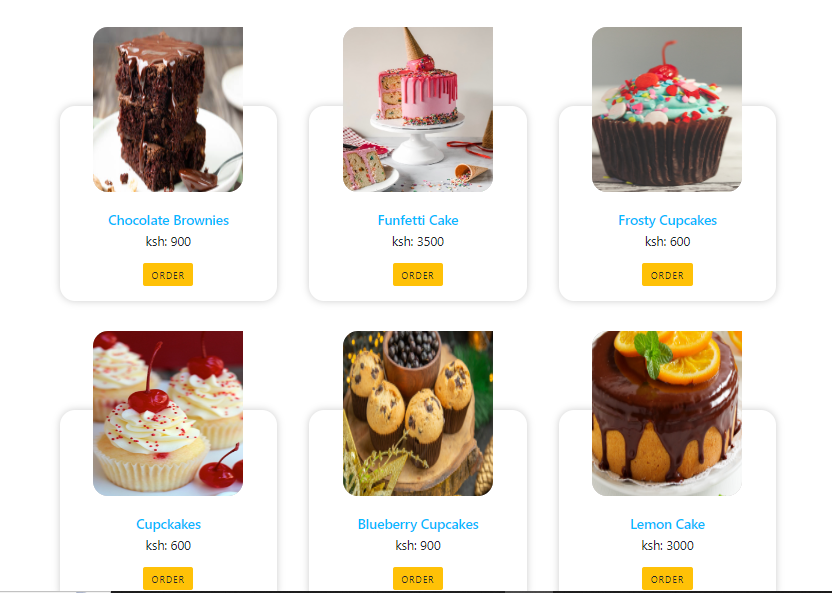 Chocolate Brownies
ksh: 900
ORDER
Funfetti Cake
ksh: 3500
ORDER
Frosty Cupcakes
ksh: 600
ORDER
Cupckakes
ksh: 600
ORDER
Blueberry Cupcakes
ksh: 900
ORDER
Lemon Cake
ksh: 3000
ORDER